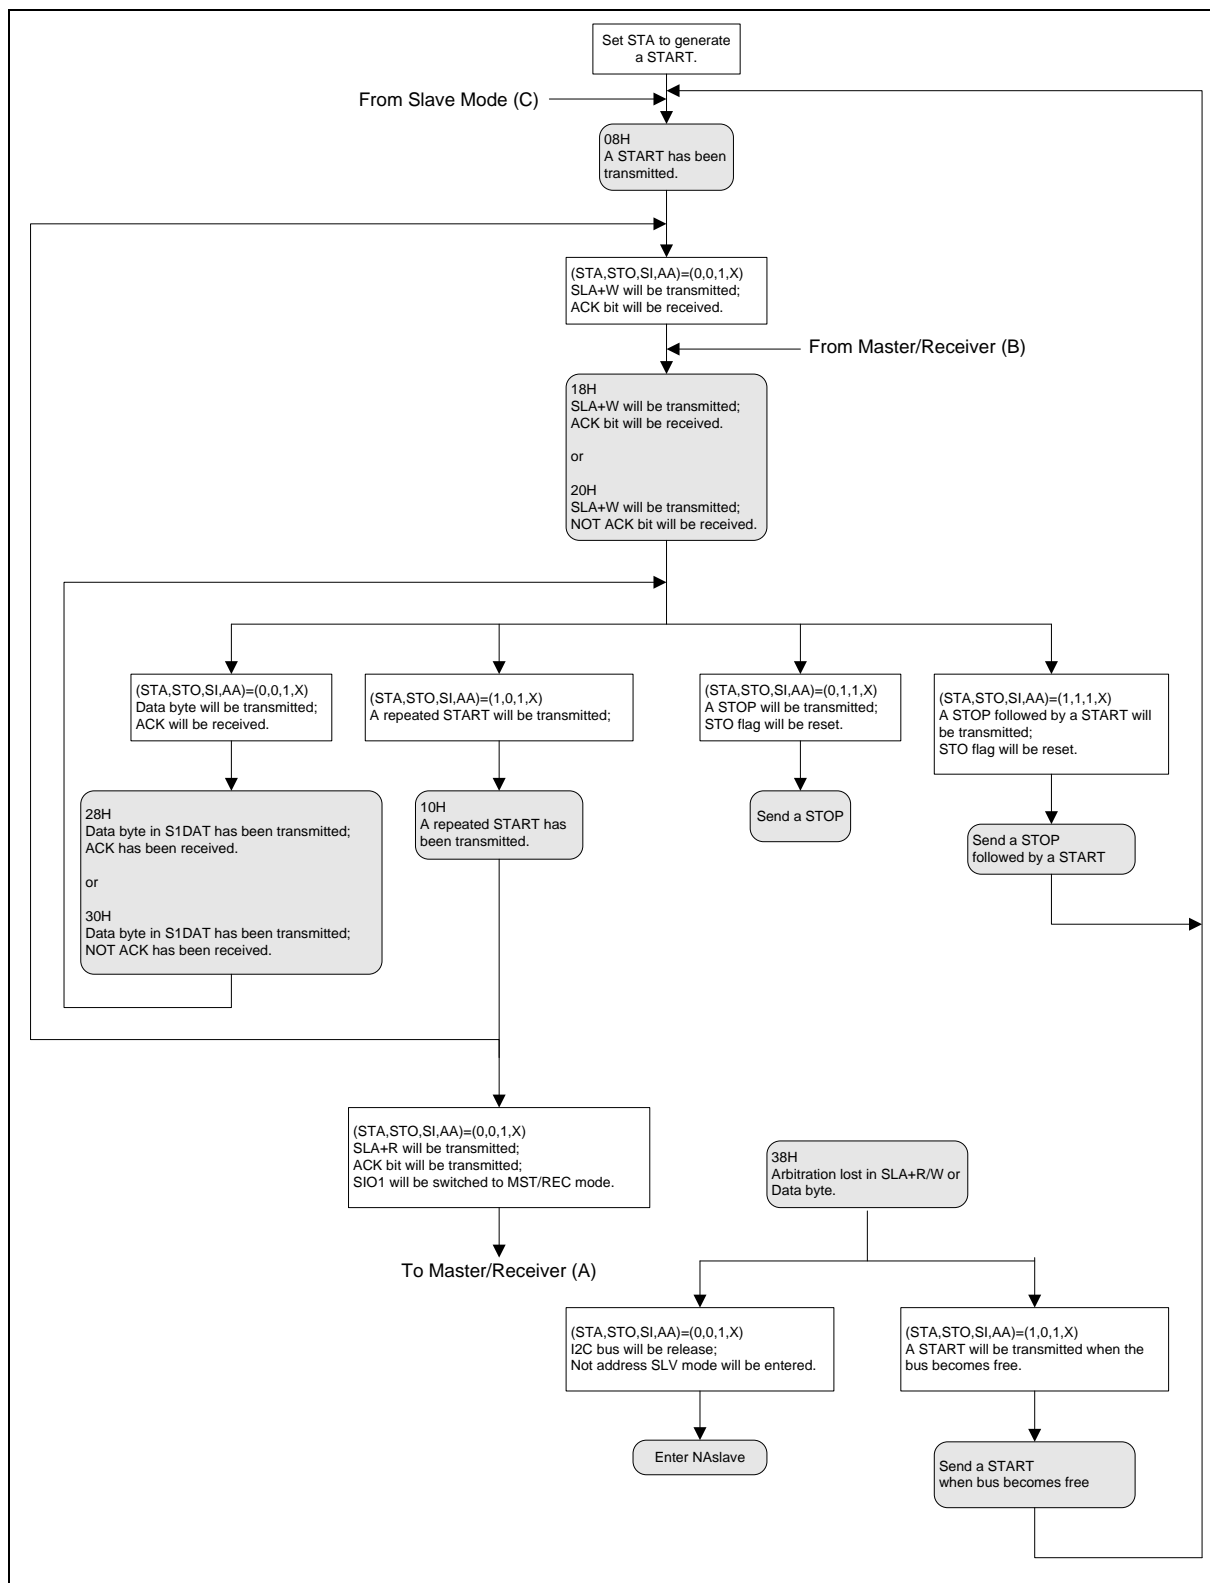 Set STA to generate
a START.
From Slave Mode (C)
08H
A START has been
transmitted.
(STA,STO,SI,AA)=(0,0,1,X)
SLA+W will be transmitted;
ACK bit will be received.
From Master/Receiver (B)
18H
SLA+W will be transmitted;
ACK bit will be received.
or
20H
SLA+W will be transmitted;
NOT ACK bit will be received.
(STA,STO,SI,AA)=(0,0,1,X)
Data byte will be transmitted;
ACK will be received.
(STA,STO,SI,AA)=(1,0,1,X)
A repeated START will be transmitted;
(STA,STO,SI,AA)=(0,1,1,X)
A STOP will be transmitted;
STO flag will be reset.
(STA,STO,SI,AA)=(1,1,1,X)
A STOP followed by a START will
be transmitted;
STO flag will be reset.
28H
Data byte in S1DAT has been transmitted;
ACK has been received.
or
30H
Data byte in S1DAT has been transmitted;
NOT ACK has been received.
10H
A repeated START has
been transmitted.
Send a STOP
Send a STOP
followed by a START
(STA,STO,SI,AA)=(0,0,1,X)
SLA+R will be transmitted;
ACK bit will be transmitted;
SIO1 will be switched to MST/REC mode.
To Master/Receiver (A)
38H
Arbitration lost in SLA+R/W or
Data byte.
(STA,STO,SI,AA)=(0,0,1,X)
I2C bus will be release;
Not address SLV mode will be entered.
(STA,STO,SI,AA)=(1,0,1,X)
A START will be transmitted when the
bus becomes free.
Enter NAslave
Send a START
when bus becomes free